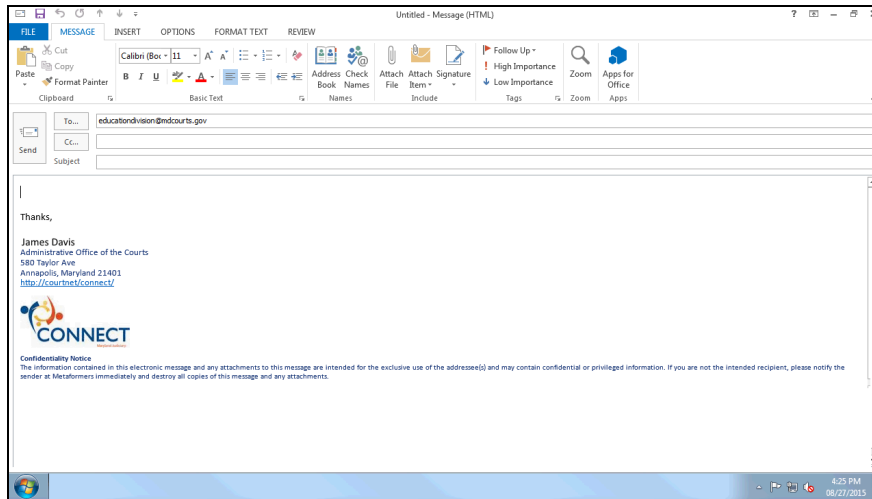 Untitled - Message (HTML)
FILE MESSAGE INSERT OPTIONS FORMAT TEXT REVIEW
Cut
Copy
Format Painter
Paste
Clipboard
Calibri (Boc 11
B I U
Basic Text
Address Book
Check Names
Names
Attach File
Attach Item
Signature
Include
Follow Up
High Importance
Low Importance
Tags
Zoom
Zoom
Apps for Office
Apps
Send
To... educationdivision@mdcourts.gov
Cc...
Subject
Thanks,
James Davis
Administrative Office of the Courts
580 Taylor Ave
Annapolis, Maryland 21401
http://courtnet/connect/
CONNECT
Confidentiality Notice
The information contained in this electronic message and any attachments to this message are intended for the exclusive use of the addressee(s) and may contain confidential or privileged information. If you are not the intended recipient, please notify the
sender at Metaformers immediately and destroy all copies of this message and any attachments.
4:25 PM
08/27/2015